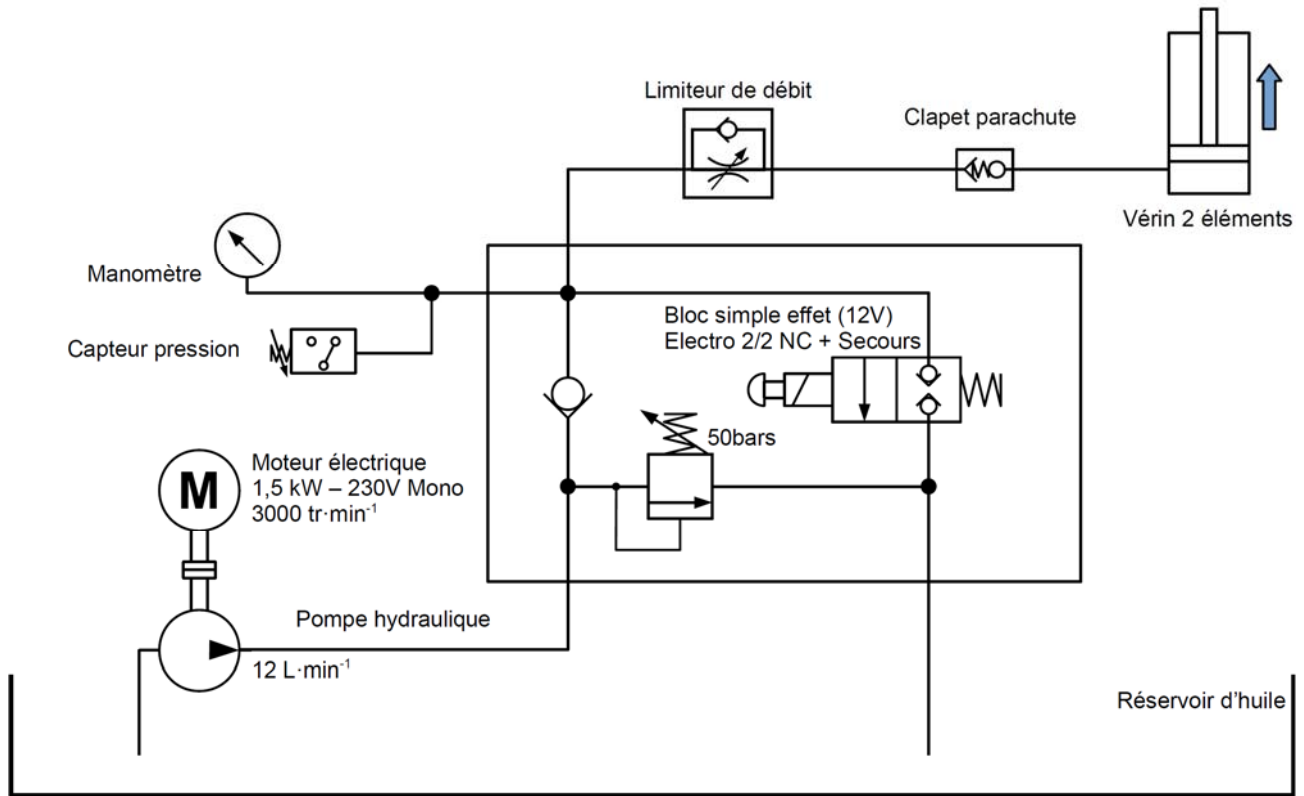 Limiteur de débit
Clapet parachute
Vérin 2 éléments
Manomètre
Capteur pression
Bloc simple effet (12V)
Electro 2/2 NC + Secours
50bars
M
Moteur électrique
1,5 kW – 230V Mono
3000 tr·min⁻¹
Pompe hydraulique
12 L·min⁻¹
Réservoir d'huile